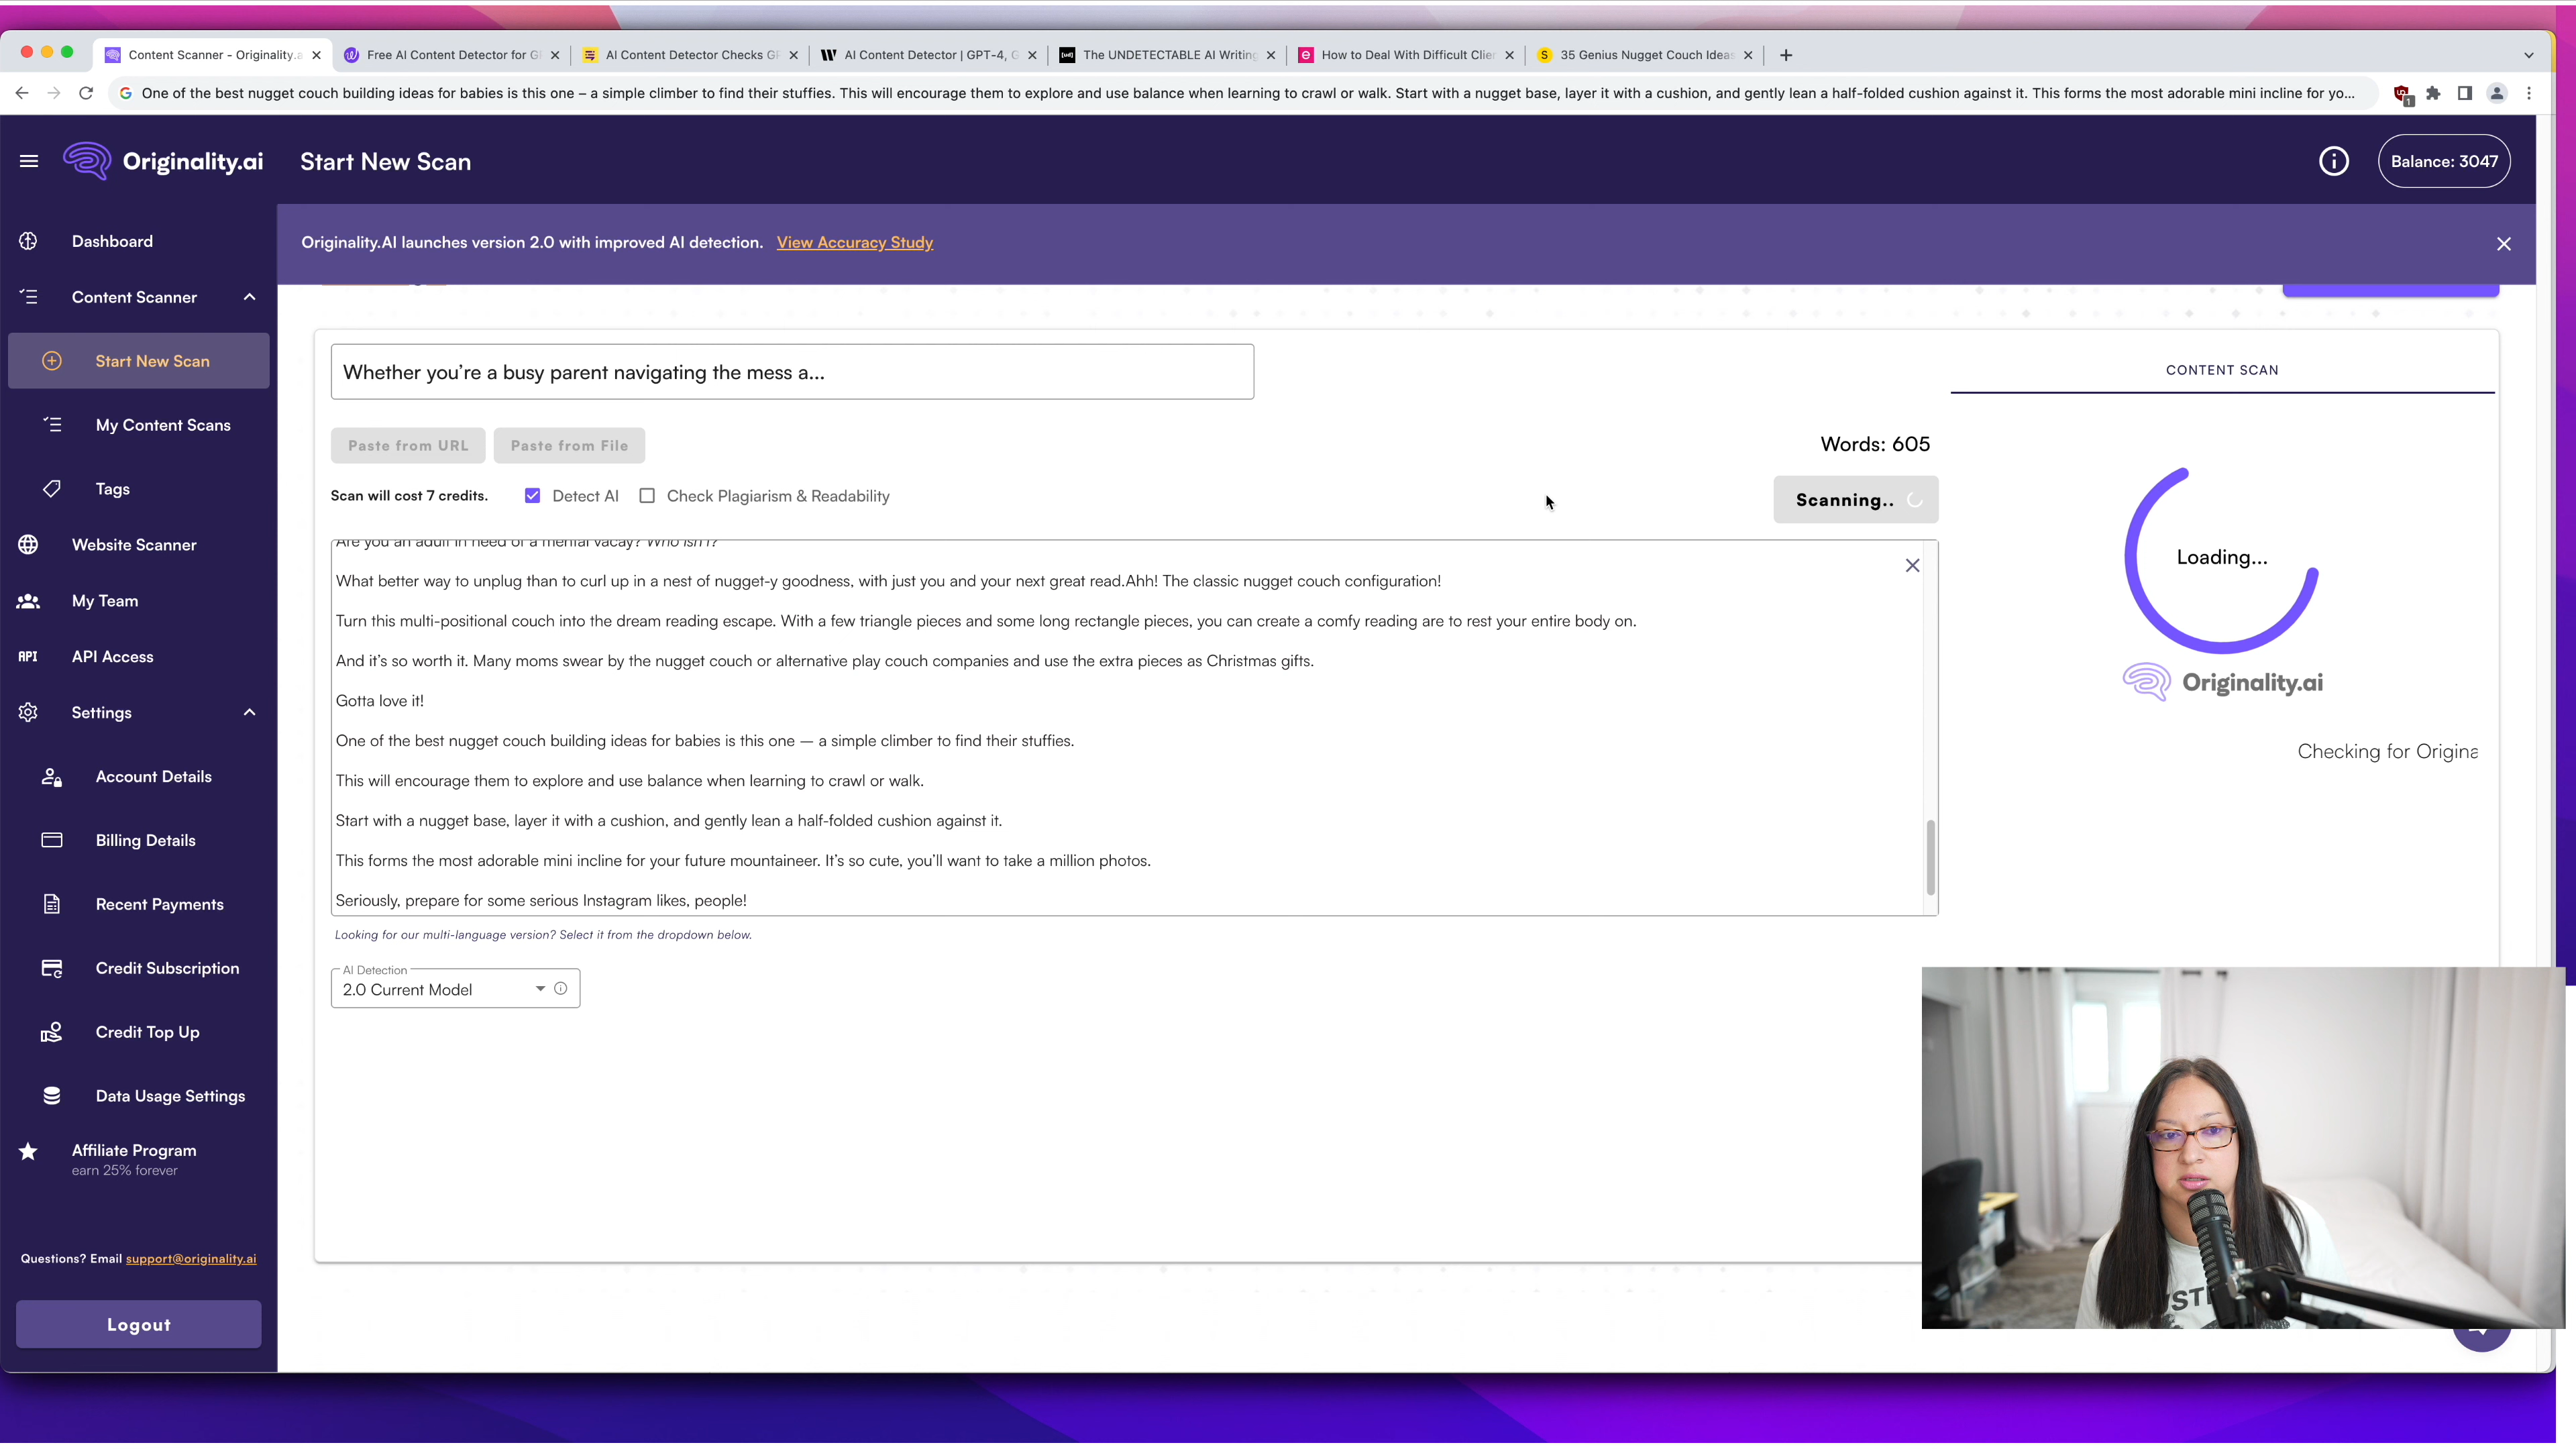 Content Scanner - Originality.a
Free AI Content Detector for G
AI Content Detector Checks GP
AI Content Detector | GPT-4, G
The UNDETECTABLE AI Writing
How to Deal With Difficult Clie
35 Genius Nugget Couch Ideas
One of the best nugget couch building ideas for babies is this one – a simple climber to find their stuffies. This will encourage them to explore and use balance when learning to crawl or walk. Start with a nugget base, layer it with a cushion, and gently lean a half-folded cushion against it. This forms the most adorable mini incline for yo...
Originality.ai
Start New Scan
Balance: 3047
Originality.AI launches version 2.0 with improved AI detection. View Accuracy Study
Dashboard
Content Scanner
Start New Scan
My Content Scans
Tags
Website Scanner
My Team
API API Access
Settings
Account Details
Billing Details
Recent Payments
Credit Subscription
Credit Top Up
Data Usage Settings
Affiliate Program
earn 25% forever
Questions? Email support@originality.ai
Logout
Whether you’re a busy parent navigating the mess a...
Paste from URL
Paste from File
Words: 605
Scan will cost 7 credits.
Detect AI
Check Plagiarism & Readability
Scanning..
Are you an adult in need of a mental vacay? Who isn't?
What better way to unplug than to curl up in a nest of nugget-y goodness, with just you and your next great read.Ahh! The classic nugget couch configuration!
Turn this multi-positional couch into the dream reading escape. With a few triangle pieces and some long rectangle pieces, you can create a comfy reading are to rest your entire body on.
And it’s so worth it. Many moms swear by the nugget couch or alternative play couch companies and use the extra pieces as Christmas gifts.
Gotta love it!
One of the best nugget couch building ideas for babies is this one – a simple climber to find their stuffies.
This will encourage them to explore and use balance when learning to crawl or walk.
Start with a nugget base, layer it with a cushion, and gently lean a half-folded cushion against it.
This forms the most adorable mini incline for your future mountaineer. It’s so cute, you’ll want to take a million photos.
Seriously, prepare for some serious Instagram likes, people!
Looking for our multi-language version? Select it from the dropdown below.
AI Detection
2.0 Current Model
CONTENT SCAN
Loading...
Originality.ai
Checking for Origina